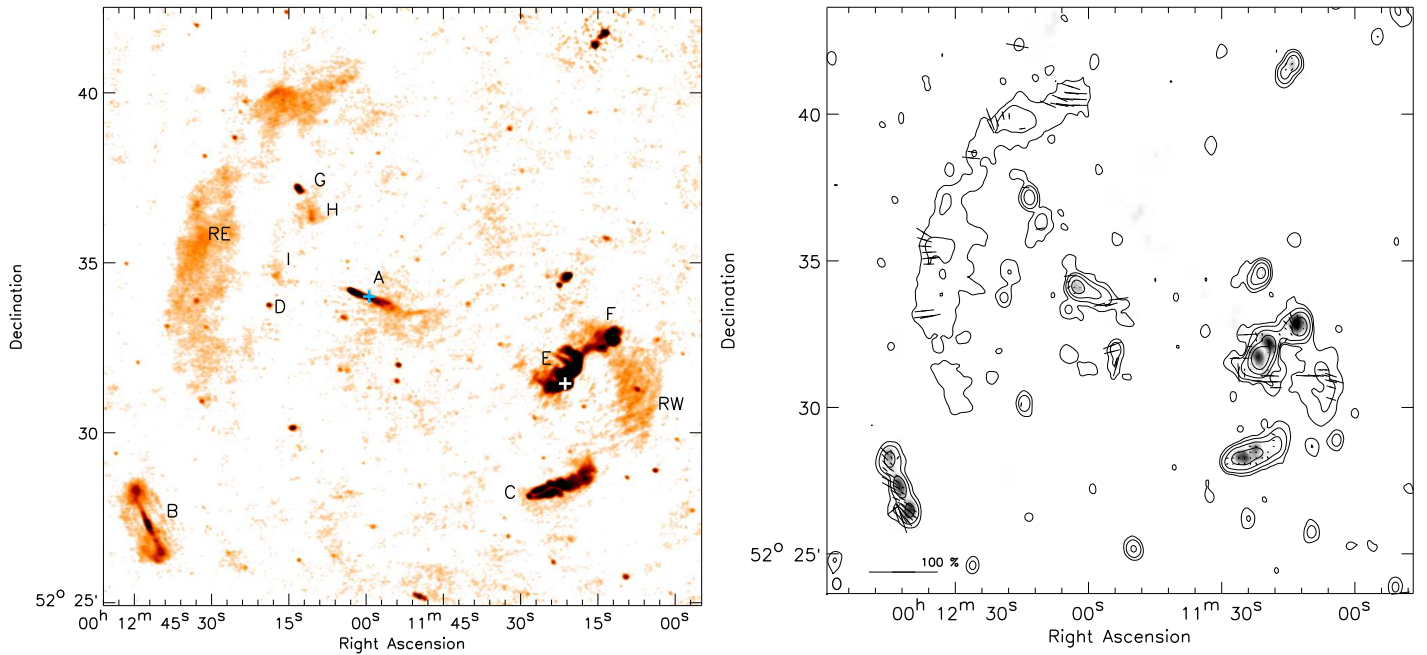 40
35
30
52° 25'
Declination
G
H
RE
I
A
D
F
E
RW
C
B
00ʰ 12ᵐ 45ˢ 30ˢ 15ˢ 00ˢ 11ᵐ 45ˢ 30ˢ 15ˢ 00ˢ
Right Ascension
40
35
30
52° 25'
Declination
100 %
00ʰ 12ᵐ 30ˢ 00ˢ 11ᵐ 30ˢ 00ˢ
Right Ascension